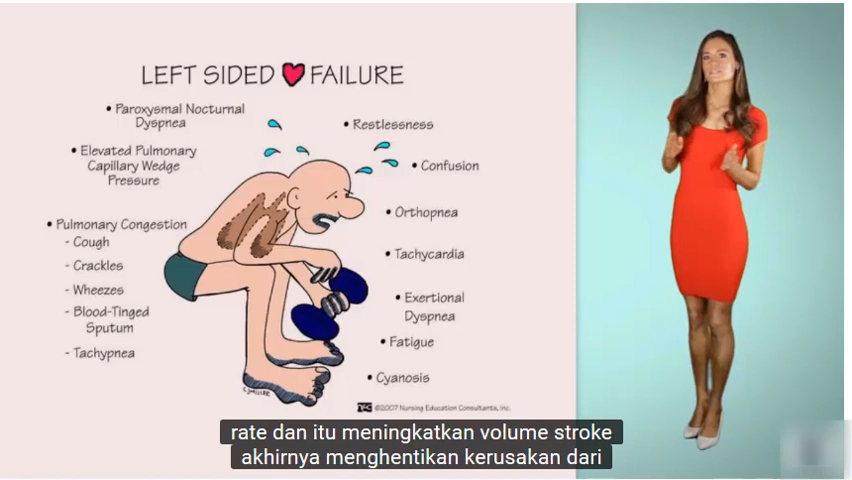 LEFT SIDED FAILURE
• Paroxysmal Nocturnal
Dyspnea
• Elevated Pulmonary
Capillary Wedge
Pressure
• Pulmonary Congestion
- Cough
- Crackles
- Wheezes
- Blood-Tinged
Sputum
- Tachypnea
• Restlessness
• Confusion
• Orthopnea
• Tachycardia
• Exertional
Dyspnea
• Fatigue
• Cyanosis
©2007 Nursing Education Consultants, Inc.
rate dan itu meningkatkan volume stroke
akhirnya menghentikan kerusakan dari